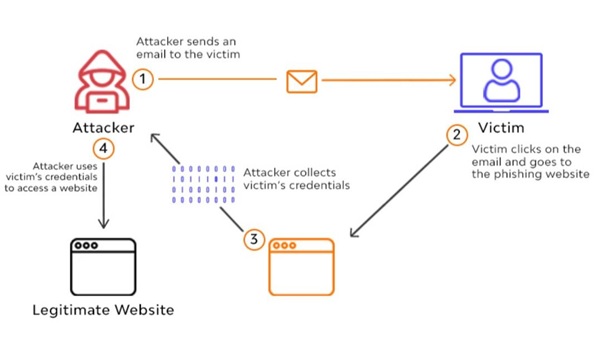 Attacker sends an
email to the victim
1
Attacker
Victim
2
Victim clicks on the
email and goes to
the phishing website
4
Attacker uses
victim's credentials
to access a website
Attacker collects
victim's credentials
3
Legitimate Website